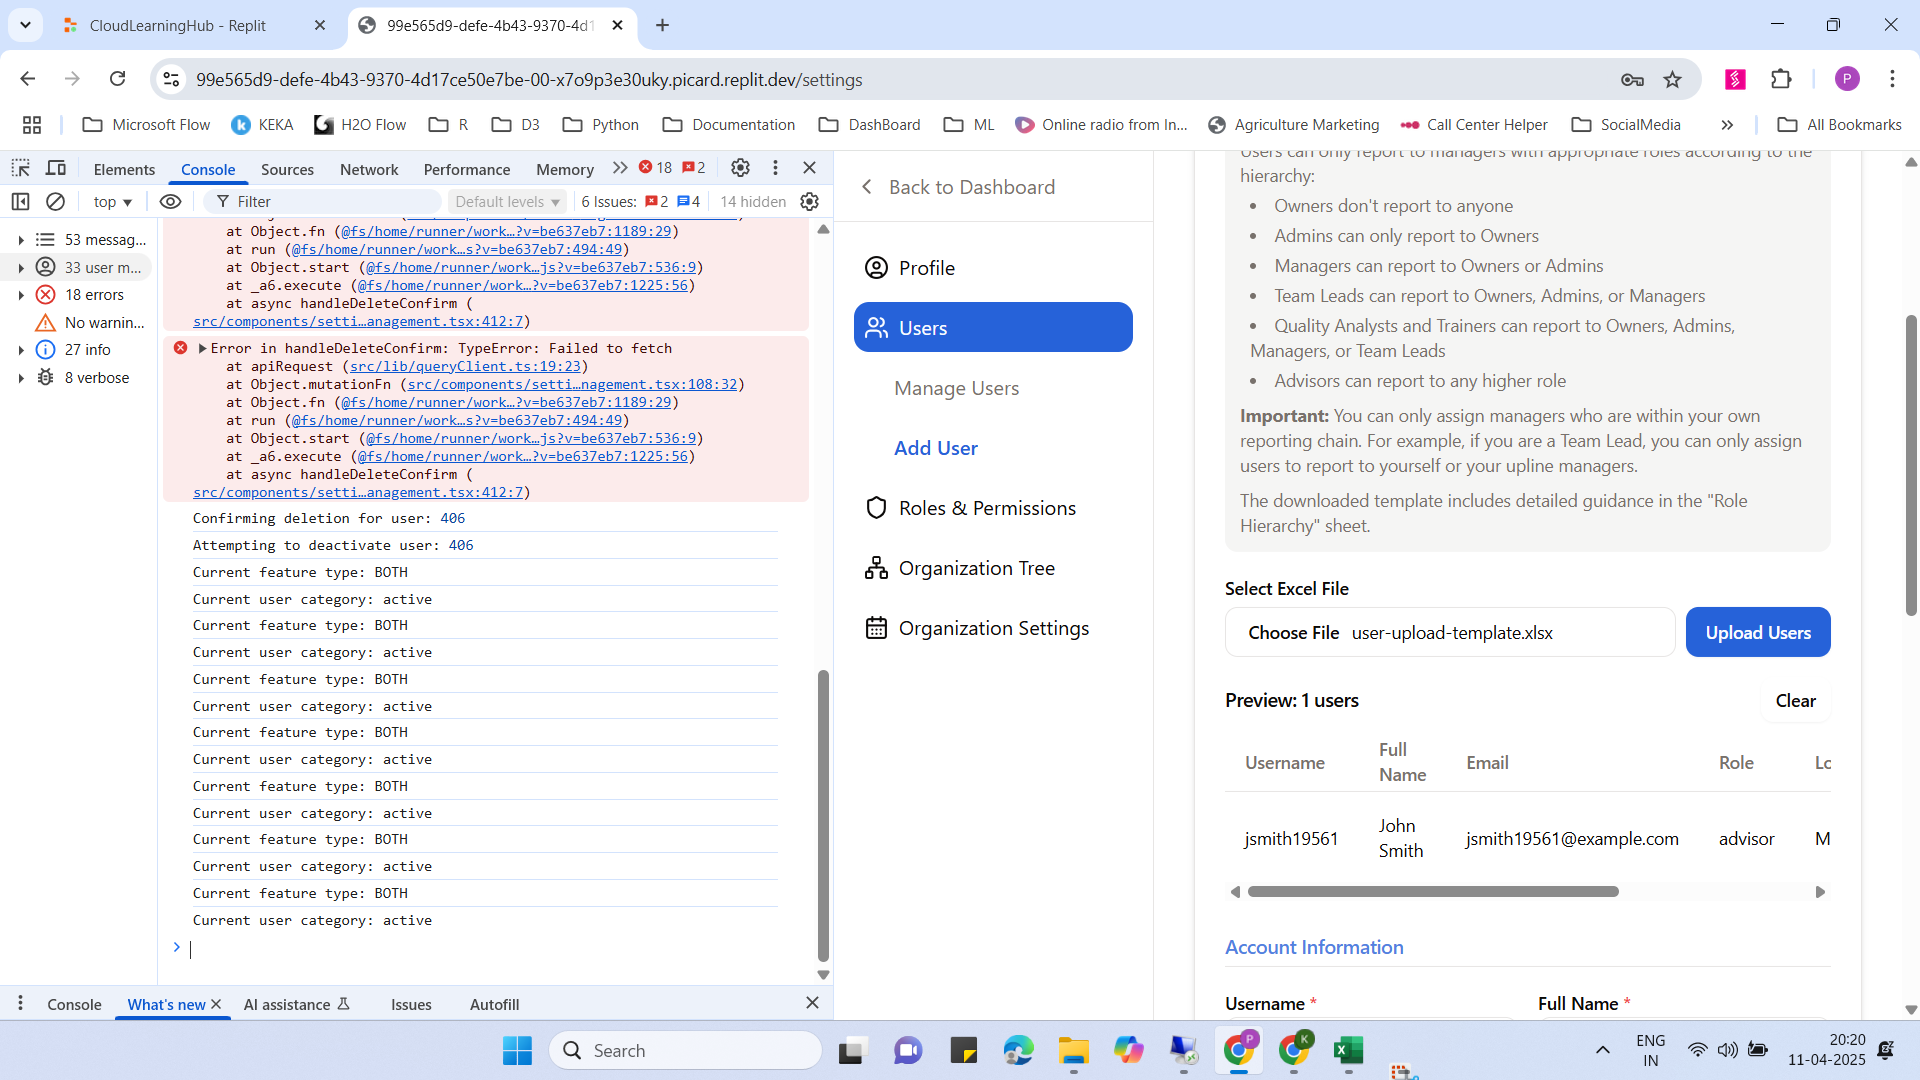 CloudLearningHub - Replit
99e565d9-defe-4b43-9370-4d1
99e565d9-defe-4b43-9370-4d17ce50e7be-00-x7o9p3e30uky.picard.replit.dev/settings
P
Microsoft Flow
KEKA
H2O Flow
R
D3
Python
Documentation
DashBoard
ML
Online radio from In...
Agriculture Marketing
Call Center Helper
SocialMedia
All Bookmarks
Elements
Console
Sources
Network
Performance
Memory
18
2
top
Filter
Default levels
6 Issues: 2 4
14 hidden
53 messag...
33 user m...
18 errors
No warnin...
27 info
8 verbose
at Object.fn (@fs/home/runner/work…?v=be637eb7:1189:29)
at run (@fs/home/runner/work…s?v=be637eb7:494:49)
at Object.start (@fs/home/runner/work…js?v=be637eb7:536:9)
at _a6.execute (@fs/home/runner/work…?v=be637eb7:1225:56)
at async handleDeleteConfirm (
src/components/setti…anagement.tsx:412:7)
Error in handleDeleteConfirm: TypeError: Failed to fetch
at apiRequest (src/lib/queryClient.ts:19:23)
at Object.mutationFn (src/components/setti…nagement.tsx:108:32)
at Object.fn (@fs/home/runner/work…?v=be637eb7:1189:29)
at run (@fs/home/runner/work…s?v=be637eb7:494:49)
at Object.start (@fs/home/runner/work…js?v=be637eb7:536:9)
at _a6.execute (@fs/home/runner/work…?v=be637eb7:1225:56)
at async handleDeleteConfirm (
src/components/setti…anagement.tsx:412:7)
Confirming deletion for user: 406
Attempting to deactivate user: 406
Current feature type: BOTH
Current user category: active
Current feature type: BOTH
Current user category: active
Current feature type: BOTH
Current user category: active
Current feature type: BOTH
Current user category: active
Current feature type: BOTH
Current user category: active
Current feature type: BOTH
Current user category: active
Current feature type: BOTH
Current user category: active
Console
What's new
AI assistance
Issues
Autofill
Back to Dashboard
Profile
Users
Manage Users
Add User
Roles & Permissions
Organization Tree
Organization Settings
Users can only report to managers with appropriate roles according to the
hierarchy:
• Owners don't report to anyone
• Admins can only report to Owners
• Managers can report to Owners or Admins
• Team Leads can report to Owners, Admins, or Managers
• Quality Analysts and Trainers can report to Owners, Admins,
Managers, or Team Leads
• Advisors can report to any higher role
Important: You can only assign managers who are within your own
reporting chain. For example, if you are a Team Lead, you can only assign
users to report to yourself or your upline managers.
The downloaded template includes detailed guidance in the "Role
Hierarchy" sheet.
Select Excel File
Choose File user-upload-template.xlsx
Upload Users
Preview: 1 users
Clear
Username
Full
Name
Email
Role
Lo
jsmith19561
John
Smith
jsmith19561@example.com
advisor
M
Account Information
Username *
Full Name *
Search
P
K
ENG
IN
20:20
11-04-2025